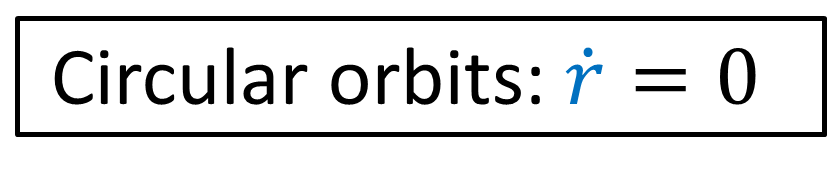 Circular orbits: ṙ = 0